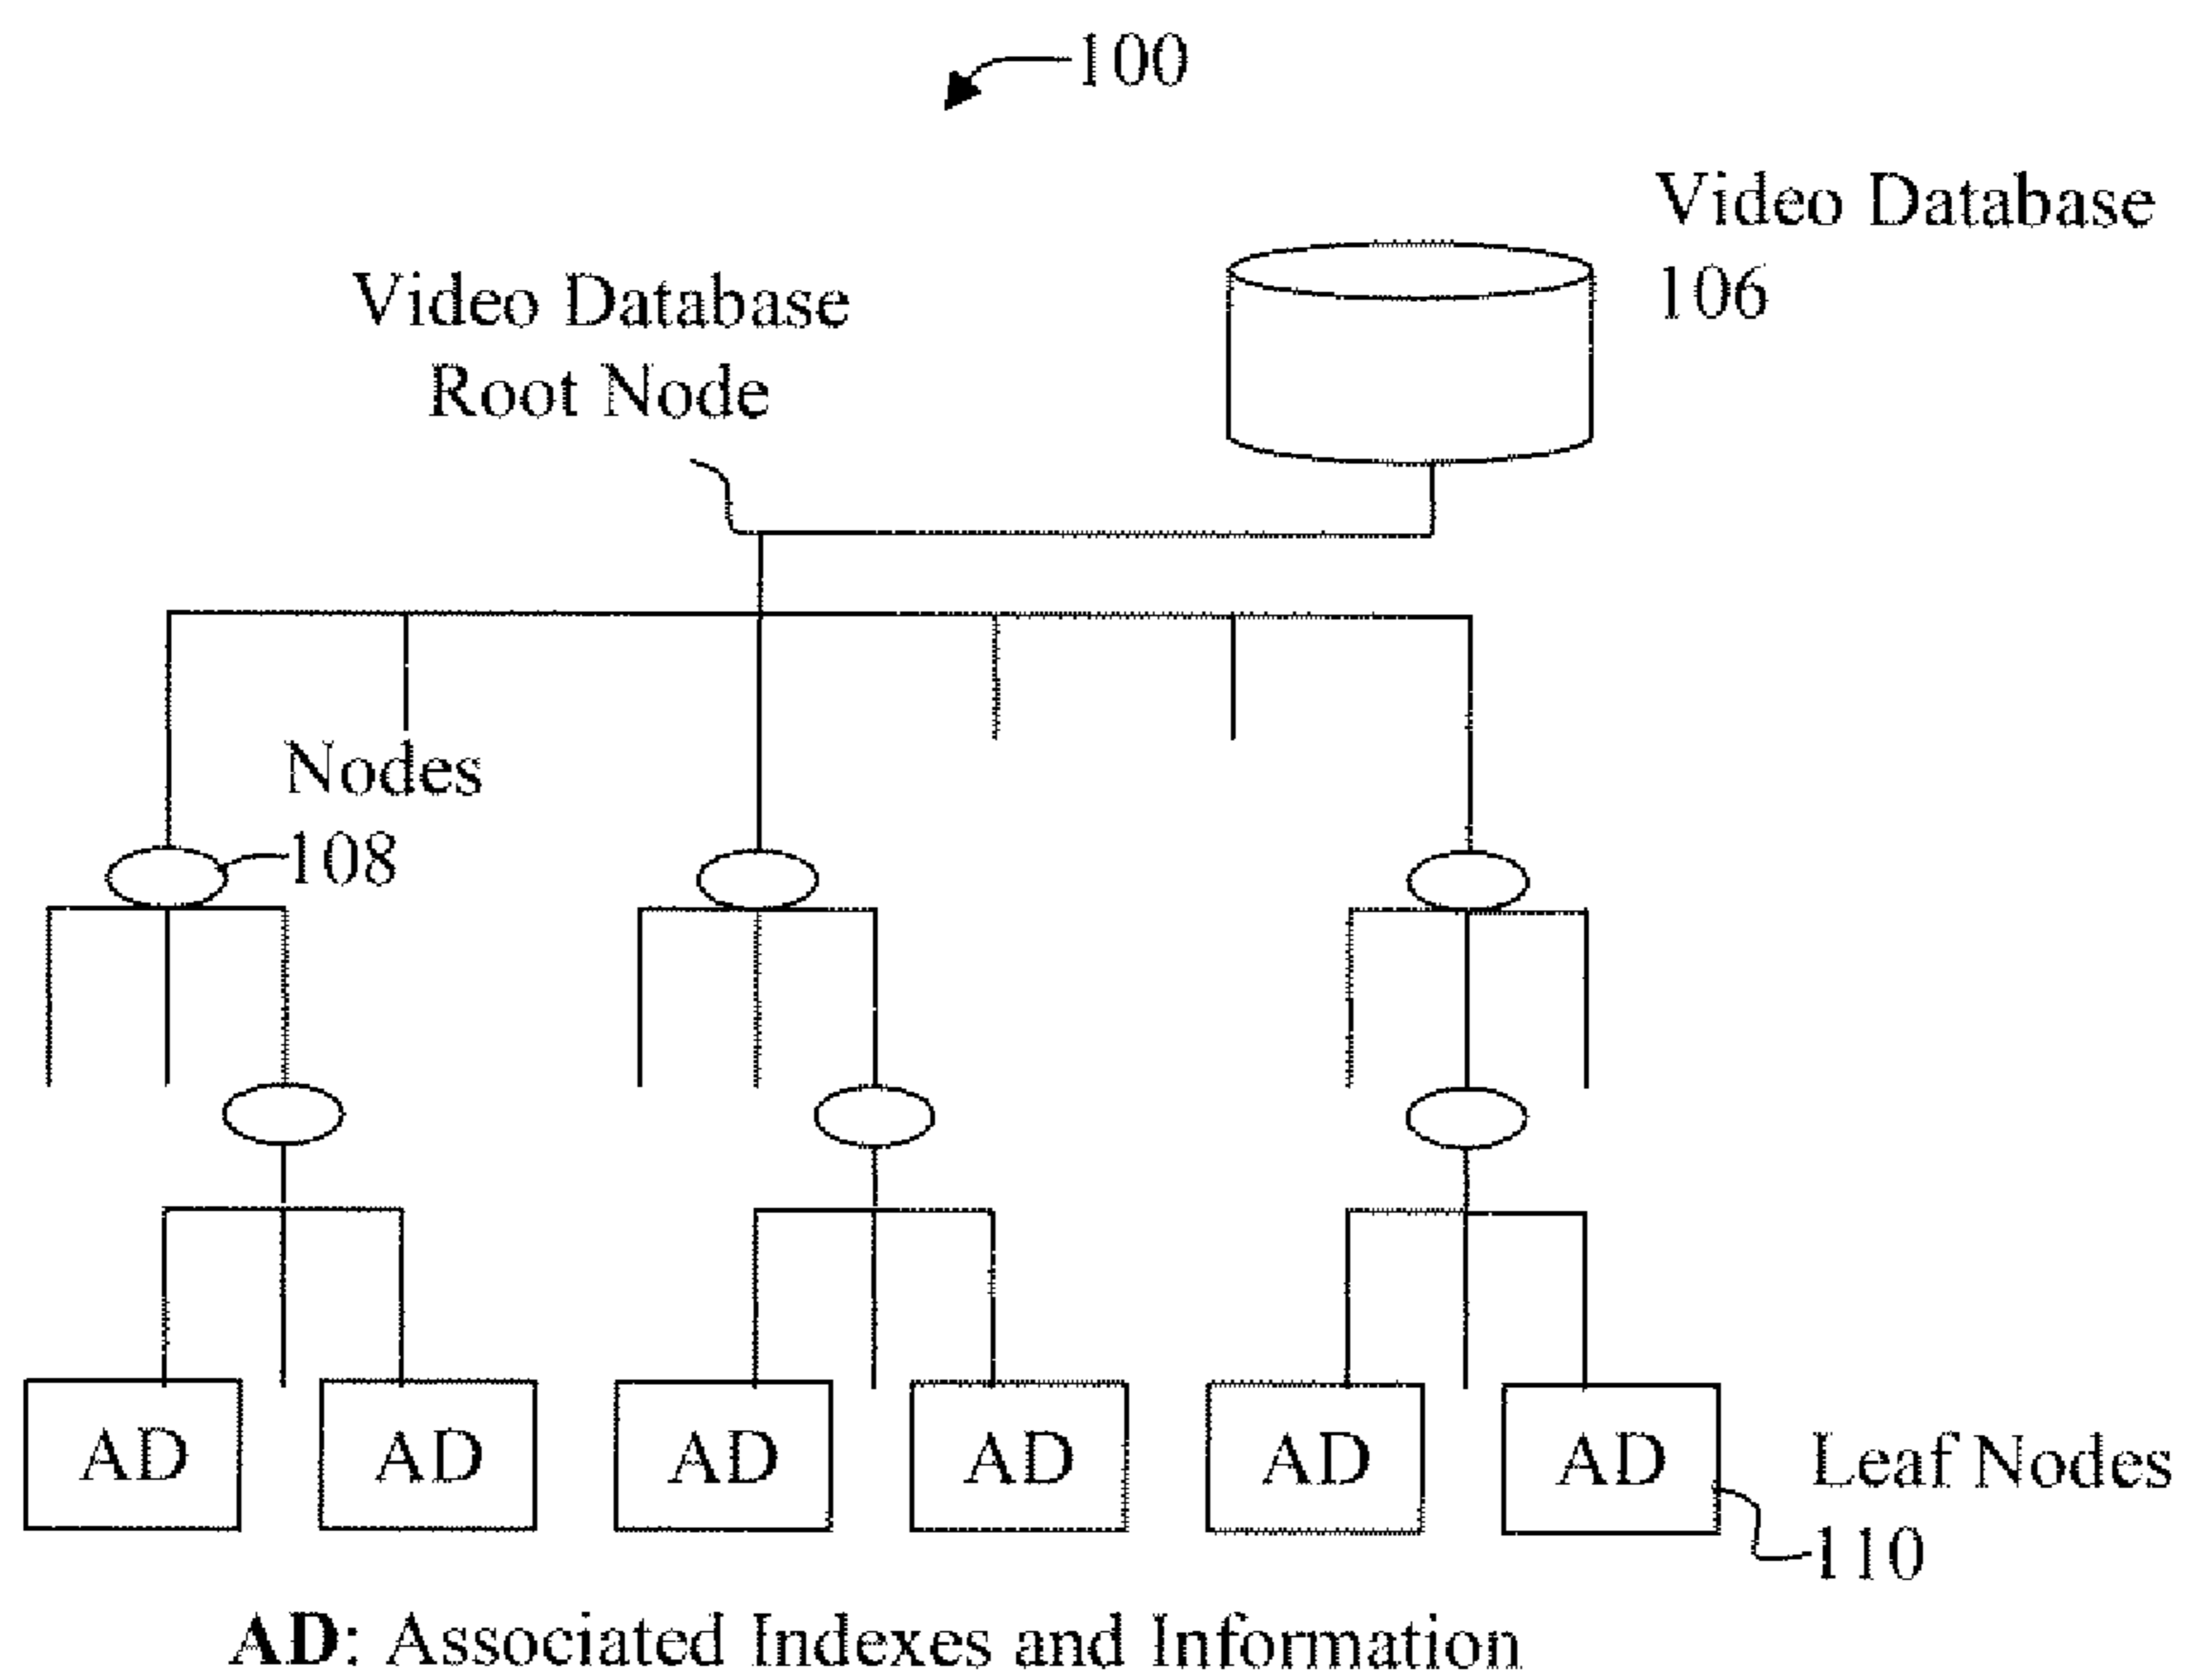 100
Video Database
106
Video Database
Root Node
Nodes
108
AD AD AD AD AD AD
Leaf Nodes
110
AD: Associated Indexes and Information